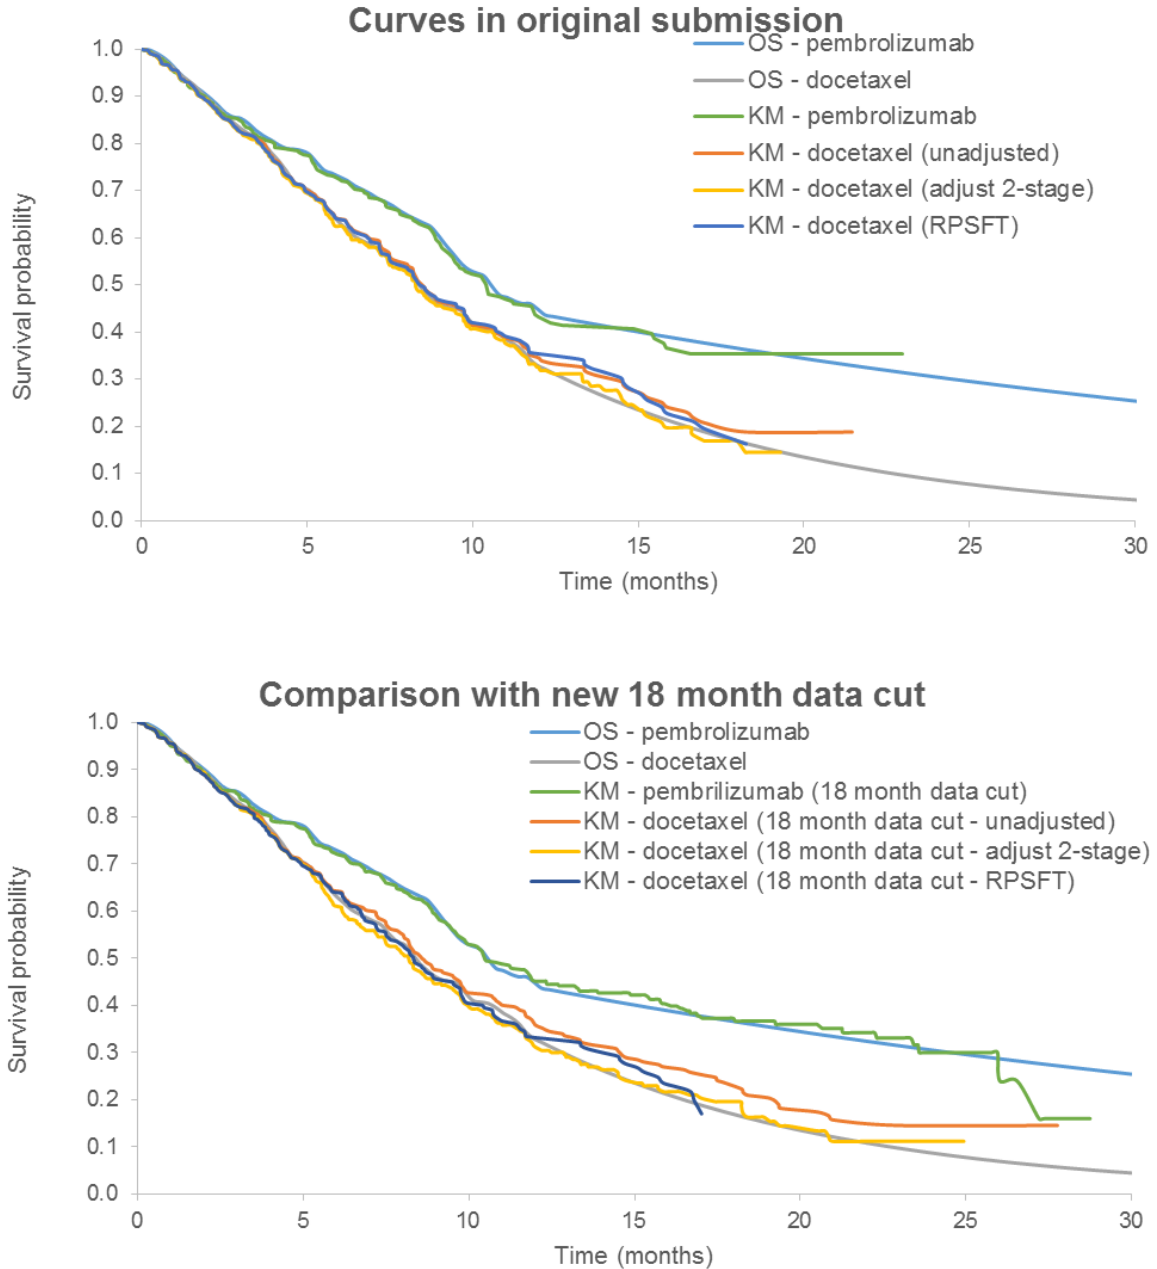 Curves in original submission
OS - pembrolizumab
OS - docetaxel
KM - pembrolizumab
KM - docetaxel (unadjusted)
KM - docetaxel (adjust 2-stage)
KM - docetaxel (RPSFT)
Survival probability
1.0
0.9
0.8
0.7
0.6
0.5
0.4
0.3
0.2
0.1
0.0
0 5 10 15 20 25 30
Time (months)
Comparison with new 18 month data cut
OS - pembrolizumab
OS - docetaxel
KM - pembrilizumab (18 month data cut)
KM - docetaxel (18 month data cut - unadjusted)
KM - docetaxel (18 month data cut - adjust 2-stage)
KM - docetaxel (18 month data cut - RPSFT)
Survival probability
1.0
0.9
0.8
0.7
0.6
0.5
0.4
0.3
0.2
0.1
0.0
0 5 10 15 20 25 30
Time (months)